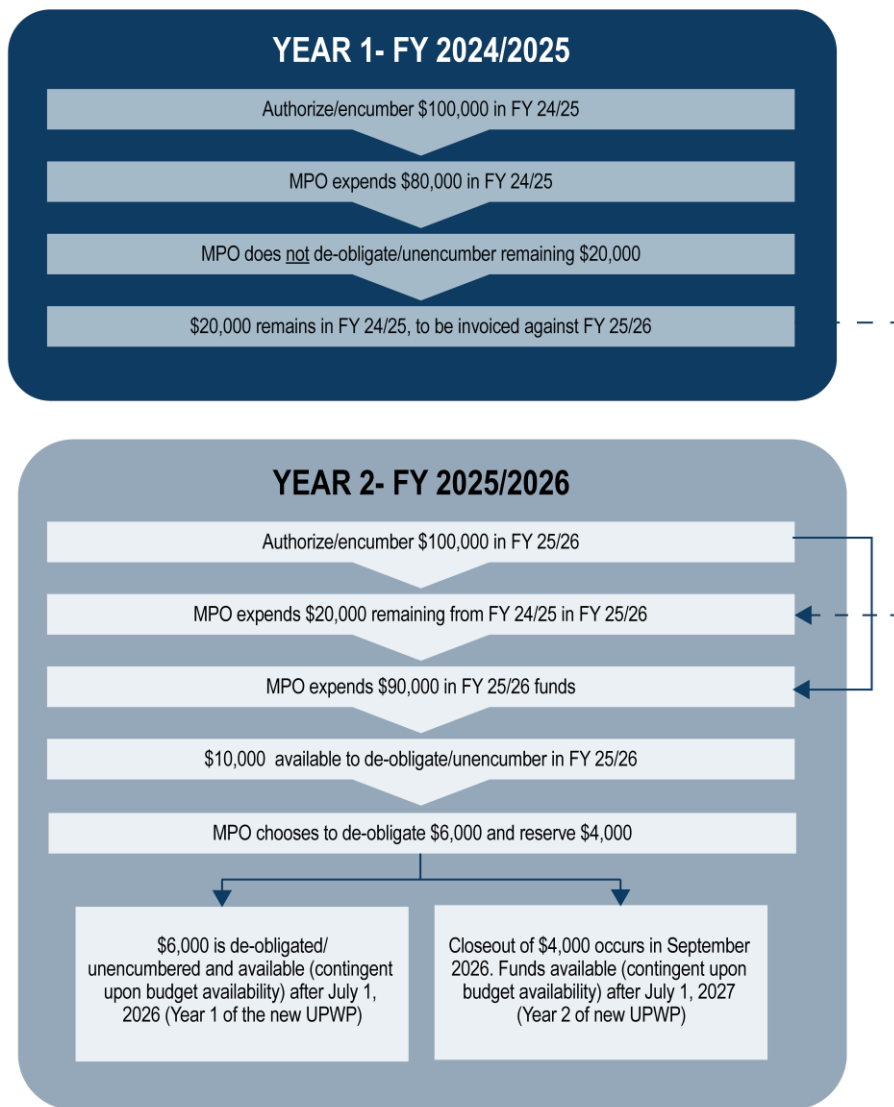 YEAR 1- FY 2024/2025
Authorize/encumber $100,000 in FY 24/25
MPO expends $80,000 in FY 24/25
MPO does not de-obligate/unencumber remaining $20,000
$20,000 remains in FY 24/25, to be invoiced against FY 25/26
YEAR 2- FY 2025/2026
Authorize/encumber $100,000 in FY 25/26
MPO expends $20,000 remaining from FY 24/25 in FY 25/26
MPO expends $90,000 in FY 25/26 funds
$10,000 available to de-obligate/unencumber in FY 25/26
MPO chooses to de-obligate $6,000 and reserve $4,000
$6,000 is de-obligated/
unencumbered and available (contingent
upon budget availability) after July 1,
2026 (Year 1 of the new UPWP)
Closeout of $4,000 occurs in September
2026. Funds available (contingent upon
budget availability) after July 1, 2027
(Year 2 of new UPWP)